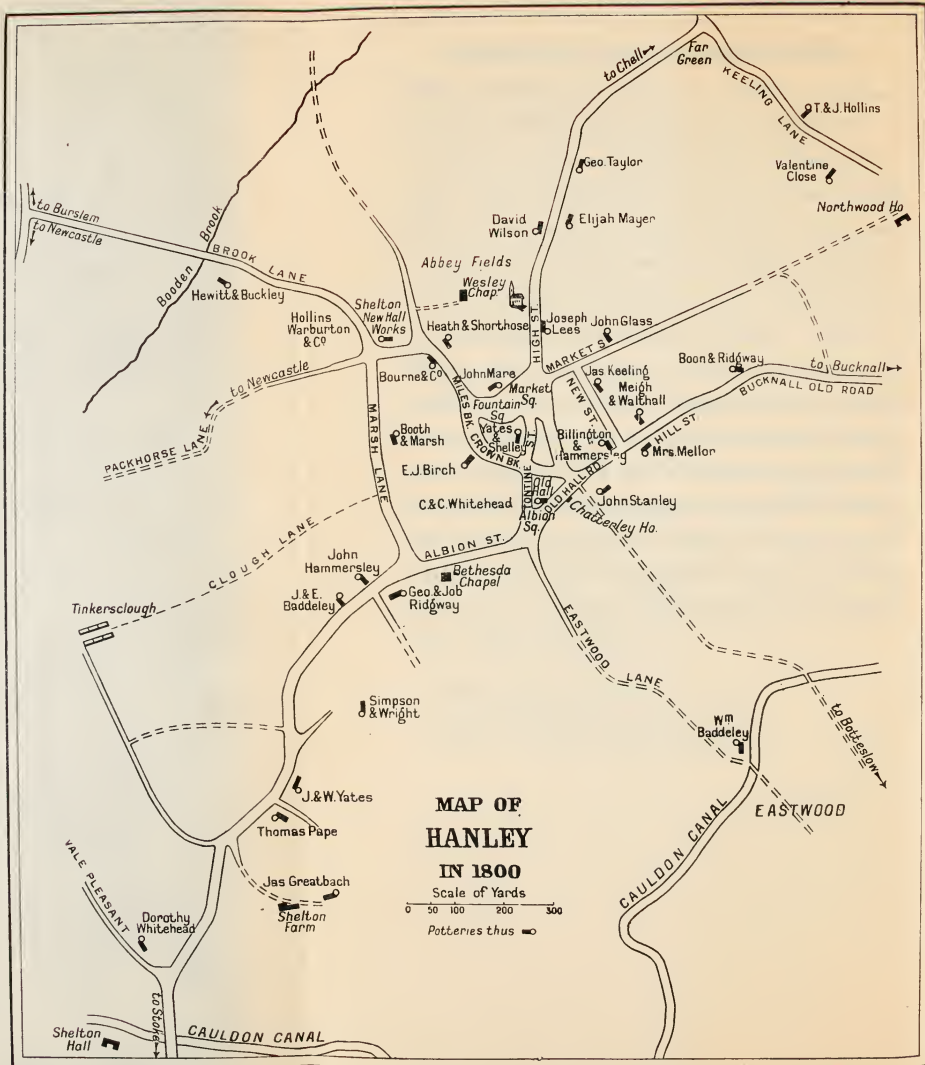 to Chell
Far
Green
KEELING LANE
T. & J. Hollins
Geo. Taylor
Valentine
Close
Northwood Ho.
to Burslem
to Newcastle
Booden Brook
BROOK LANE
Hewitt & Buckley
David
Wilson
Elijah Mayer
Abbey Fields
Wesley
Chap.
Shelton
New Hall
Works
Hollins
Warburton
& Co.
Heath & Shorthose
HIGH ST.
Joseph
Lees
John Glass
MARKET S
Boon & Ridgway
to Bucknall
BUCKNALL OLD ROAD
to Newcastle
PACKHORSE LANE
Bourne & Co
John Mare
Market
Sq.
Fountain
Sq
MILES BK.
CROWN BK.
NEW ST.
Jas Keeling
Meigh
& Walthall
HILL ST.
Mrs. Mellor
MARSH LANE
Booth
& Marsh
Yates
&
Shelley
ST.
Billington
& Hammersley
E.J. Birch
C. & C. Whitehead
TONTINE
Old
Hall
OLD HALL RD.
Albion
Sq.
John Stanley
Chatterley Ho.
CLOUGH LANE
ALBION ST.
Bethesda
Chapel
John
Hammersley
J. & E.
Baddeley
Geo. & Job
Ridgway
Tinkersclough
EASTWOOD LANE
Simpson
& Wright
Wm
Baddeley
to Botteslow
EASTWOOD
J. & W. Yates
Thomas Pape
CAULDON CANAL
MAP OF
HANLEY
IN 1800
Scale of Yards
0 50 100 200 300
Potteries thus
VALE PLEASANT
Jas Greatbach
Shelton
Farm
Dorothy
Whitehead
to Stoke
Shelton
Hall
CAULDON CANAL